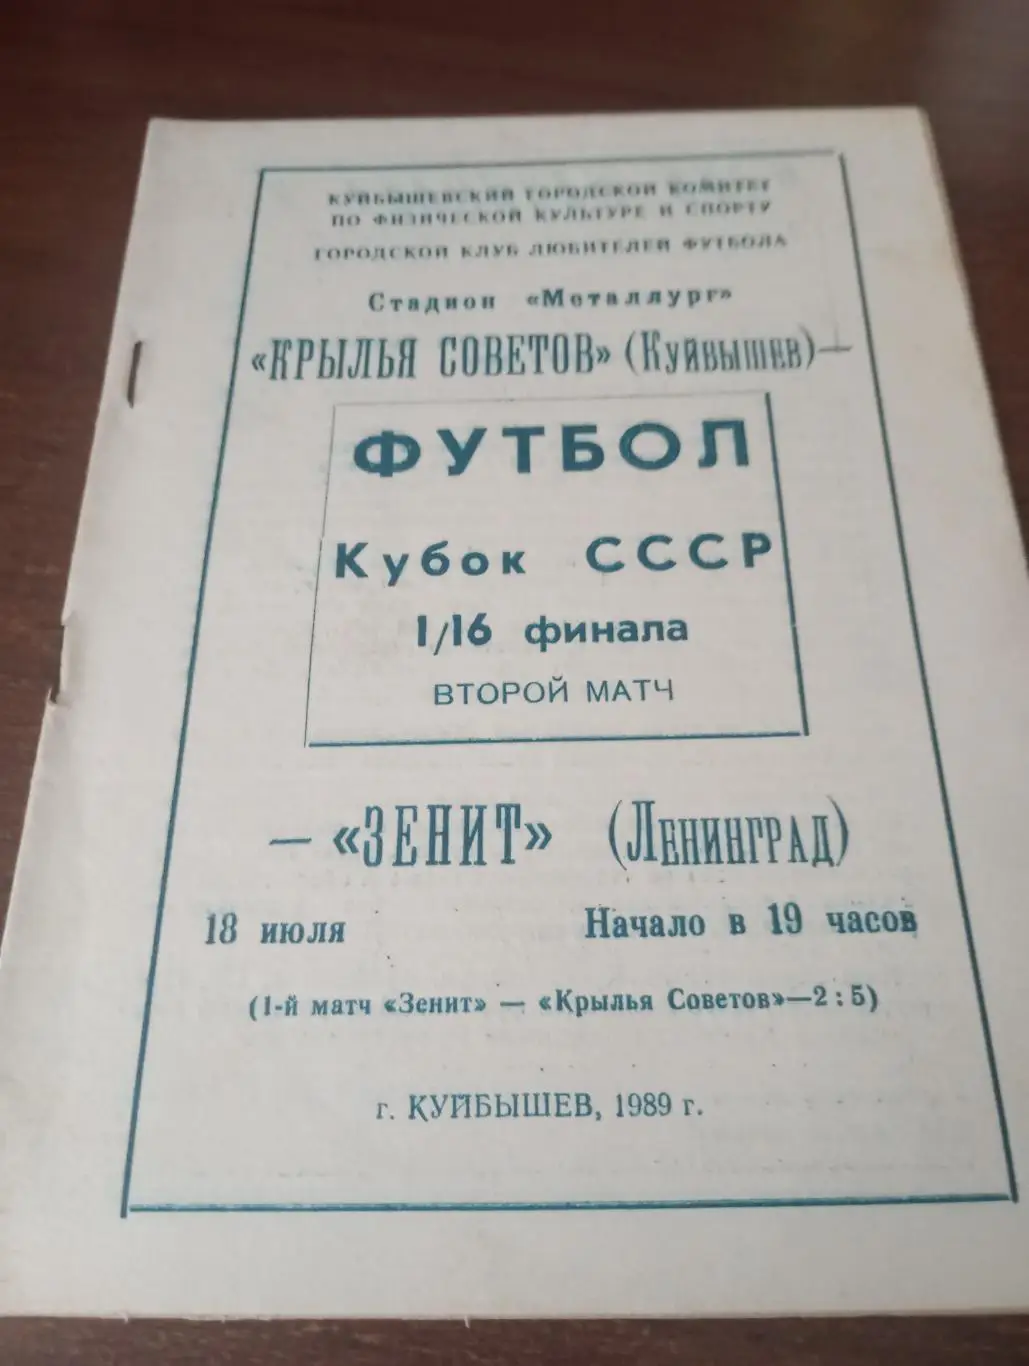 КУЙБЫШЕВСКИЙ ГОРОДСКОЙ КОМИТЕТ
ПО ФИЗИЧЕСКОЙ КУЛЬТУРЕ И СПОРТУ
ГОРОДСКОЙ КЛУБ ЛЮБИТЕЛЕЙ ФУТБОЛА
Стадион «Металлург»
«КРЫЛЬЯ СОВЕТОВ» (КУЙБЫШЕВ)—
ФУТБОЛ
Кубок СССР
1/16 финала
ВТОРОЙ МАТЧ
— «ЗЕНИТ» (ЛЕНИНГРАД)
18 июля Начало в 19 часов
(1-й матч «Зенит» — «Крылья Советов»—2:5)
г. КУЙБЫШЕВ, 1989 г.